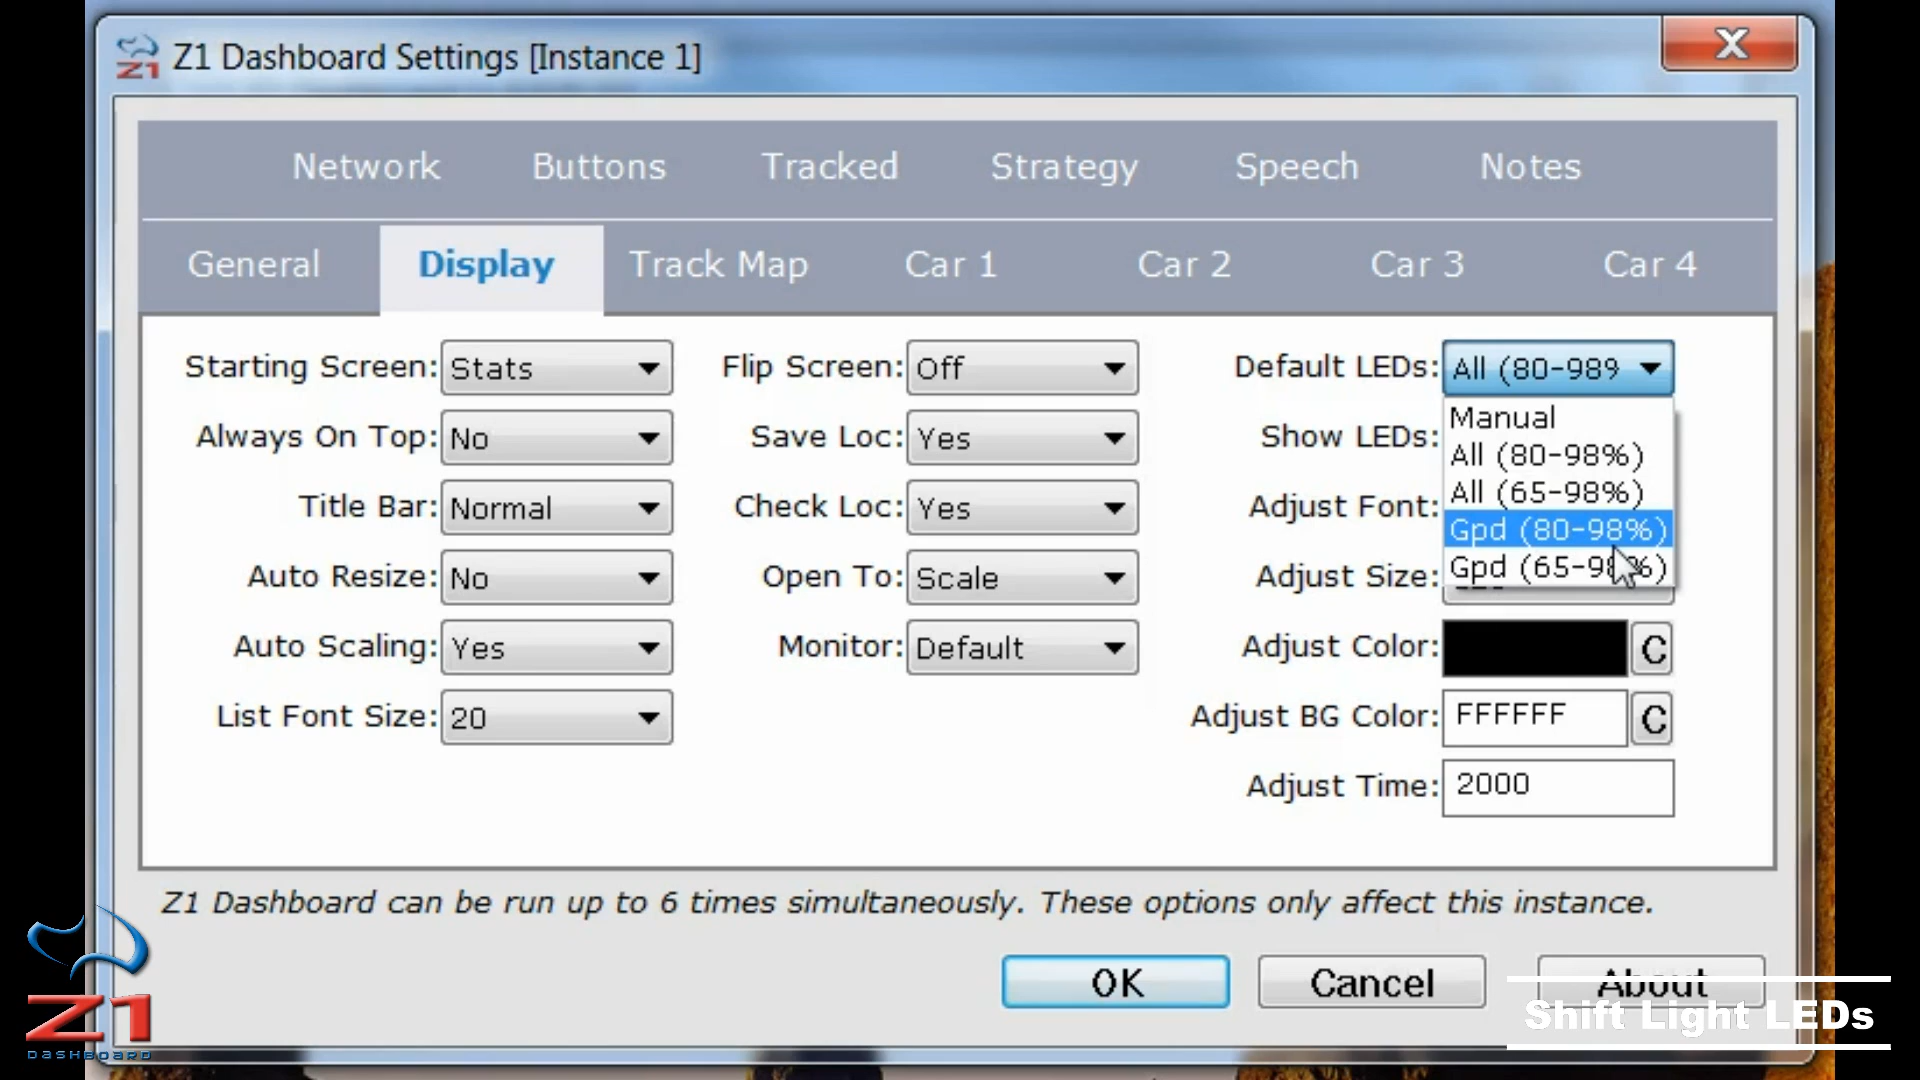 Z1 Dashboard Settings [Instance 1]
Network Buttons Tracked Strategy Speech Notes
General Display Track Map Car 1 Car 2 Car 3 Car 4
Starting Screen: Stats Flip Screen: Off Default LEDs: All (80-989
Manual
Always On Top: No Save Loc: Yes Show LEDs:
All (80-98%)
All (65-98%)
Title Bar: Normal Check Loc: Yes Adjust Font:
Gpd (80-98%)
Gpd (65-98%)
Auto Resize: No Open To: Scale Adjust Size:
Auto Scaling: Yes Monitor: Default Adjust Color: C
List Font Size: 20 Adjust BG Color: FFFFFF C
Adjust Time: 2000
Z1 Dashboard can be run up to 6 times simultaneously. These options only affect this instance.
OK Cancel About
Shift Light LEDs
Z1
DASHBOARD